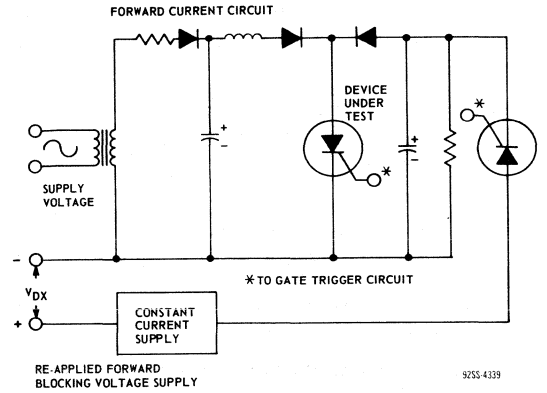 FORWARD CURRENT CIRCUIT
DEVICE
UNDER
TEST
*
+
-
*
+
-
SUPPLY
VOLTAGE
-
* TO GATE TRIGGER CIRCUIT
VDX
+
CONSTANT
CURRENT
SUPPLY
RE-APPLIED FORWARD
BLOCKING VOLTAGE SUPPLY
92SS-4339